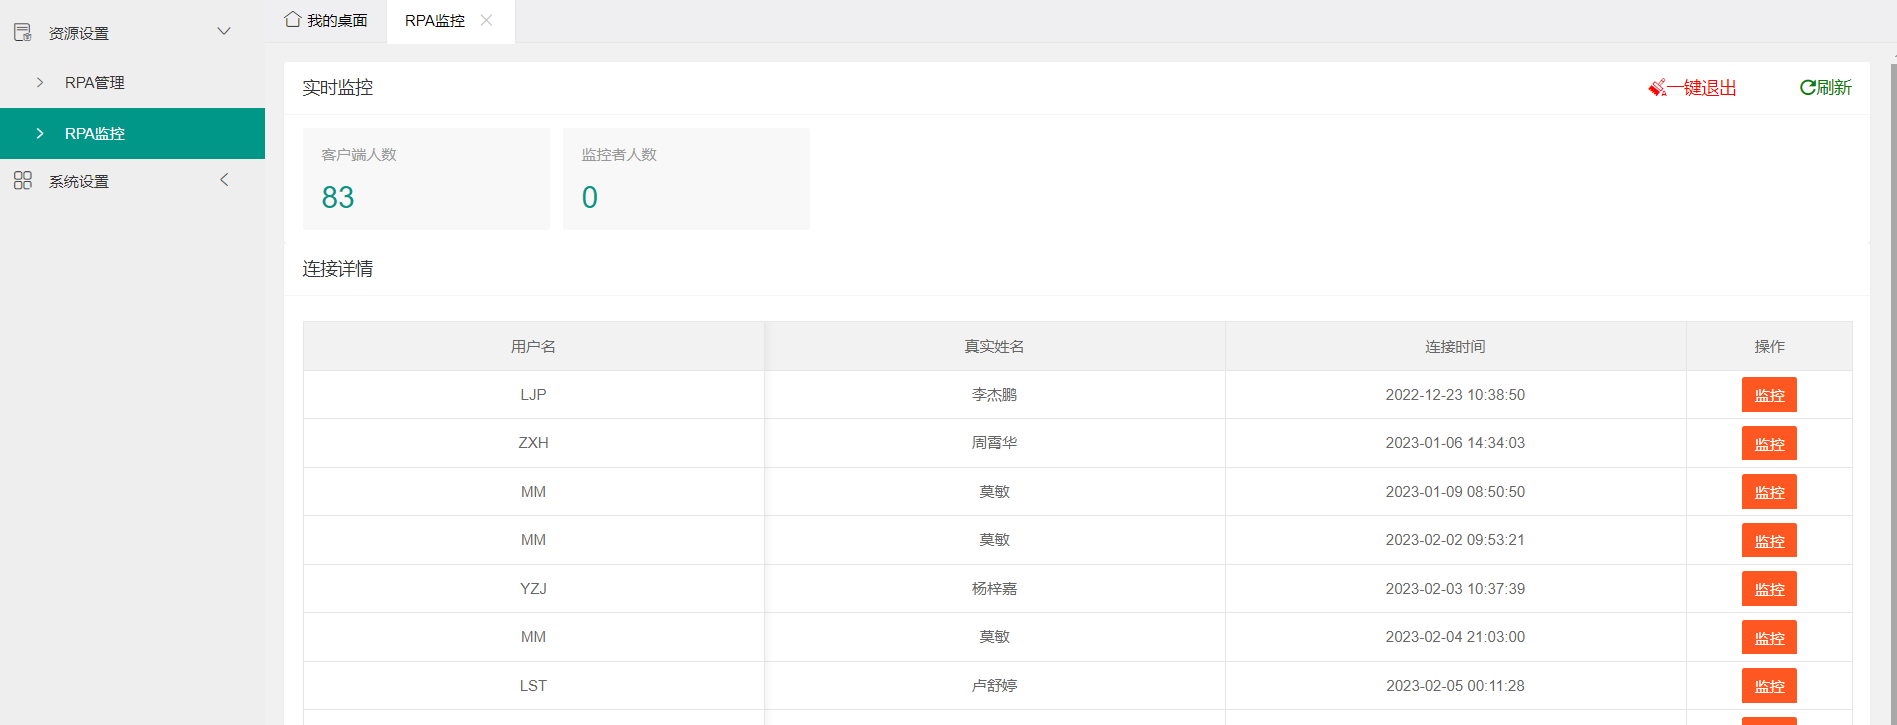 资源设置
RPA管理
RPA监控
系统设置
我的桌面
RPA监控
实时监控
一键退出
刷新
客户端人数
83
监控者人数
0
连接详情
用户名 真实姓名 连接时间 操作
LJP 李杰鹏 2022-12-23 10:38:50 监控
ZXH 周霄华 2023-01-06 14:34:03 监控
MM 莫敏 2023-01-09 08:50:50 监控
MM 莫敏 2023-02-02 09:53:21 监控
YZJ 杨梓嘉 2023-02-03 10:37:39 监控
MM 莫敏 2023-02-04 21:03:00 监控
LST 卢舒婷 2023-02-05 00:11:28 监控